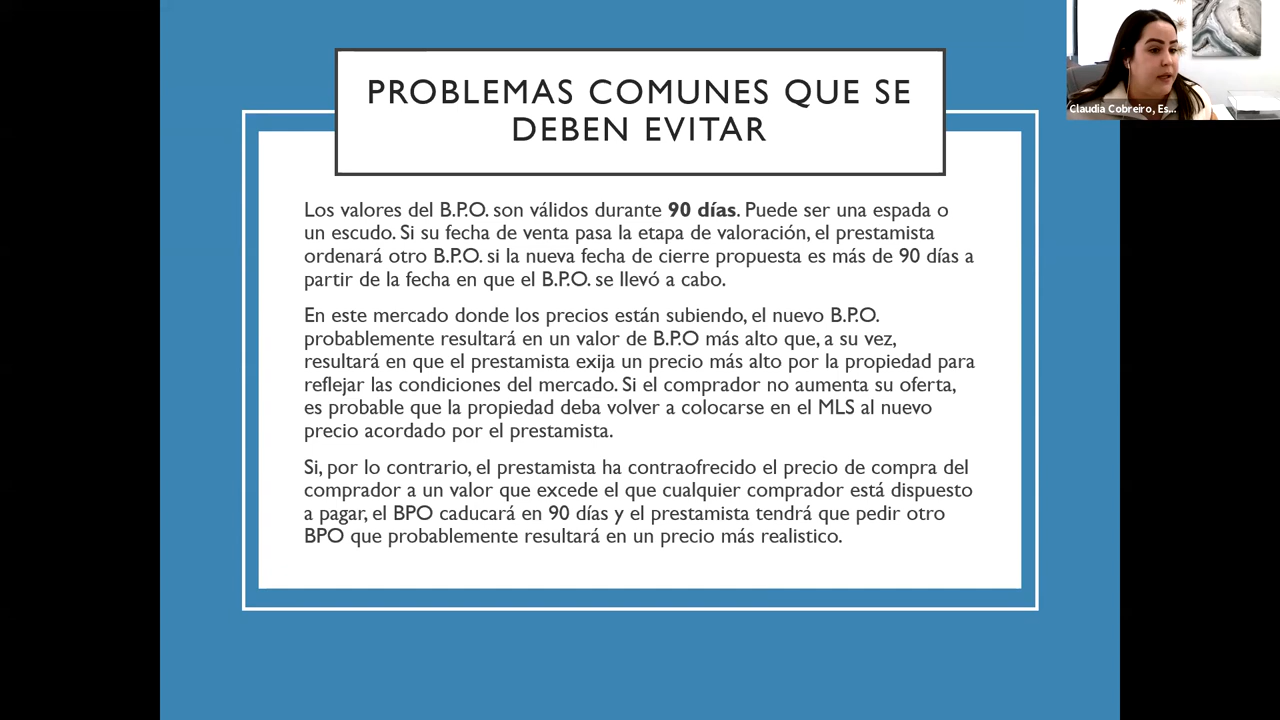 PROBLEMAS COMUNES QUE SE
DEBEN EVITAR
Claudia Cobreiro, Es...
Los valores del B.P.O. son válidos durante 90 días. Puede ser una espada o
un escudo. Si su fecha de venta pasa la etapa de valoración, el prestamista
ordenará otro B.P.O. si la nueva fecha de cierre propuesta es más de 90 días a
partir de la fecha en que el B.P.O. se llevó a cabo.
En este mercado donde los precios están subiendo, el nuevo B.P.O.
probablemente resultará en un valor de B.P.O más alto que, a su vez,
resultará en que el prestamista exija un precio más alto por la propiedad para
reflejar las condiciones del mercado. Si el comprador no aumenta su oferta,
es probable que la propiedad deba volver a colocarse en el MLS al nuevo
precio acordado por el prestamista.
Si, por lo contrario, el prestamista ha contraofrecido el precio de compra del
comprador a un valor que excede el que cualquier comprador está dispuesto
a pagar, el BPO caducará en 90 días y el prestamista tendrá que pedir otro
BPO que probablemente resultará en un precio más realistico.